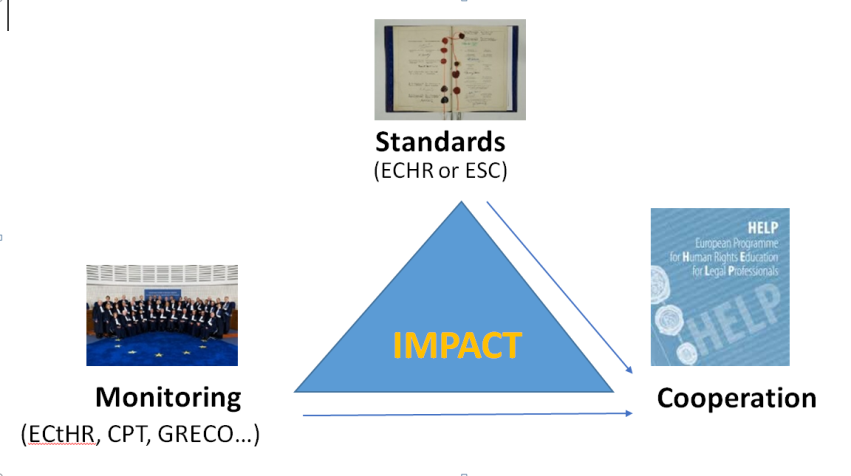 Standards
(ECHR or ESC)
HELP
European Programme
for Human Rights Education
for Legal Professionals
HELP
IMPACT
Monitoring
(ECtHR, CPT, GRECO...)
Cooperation